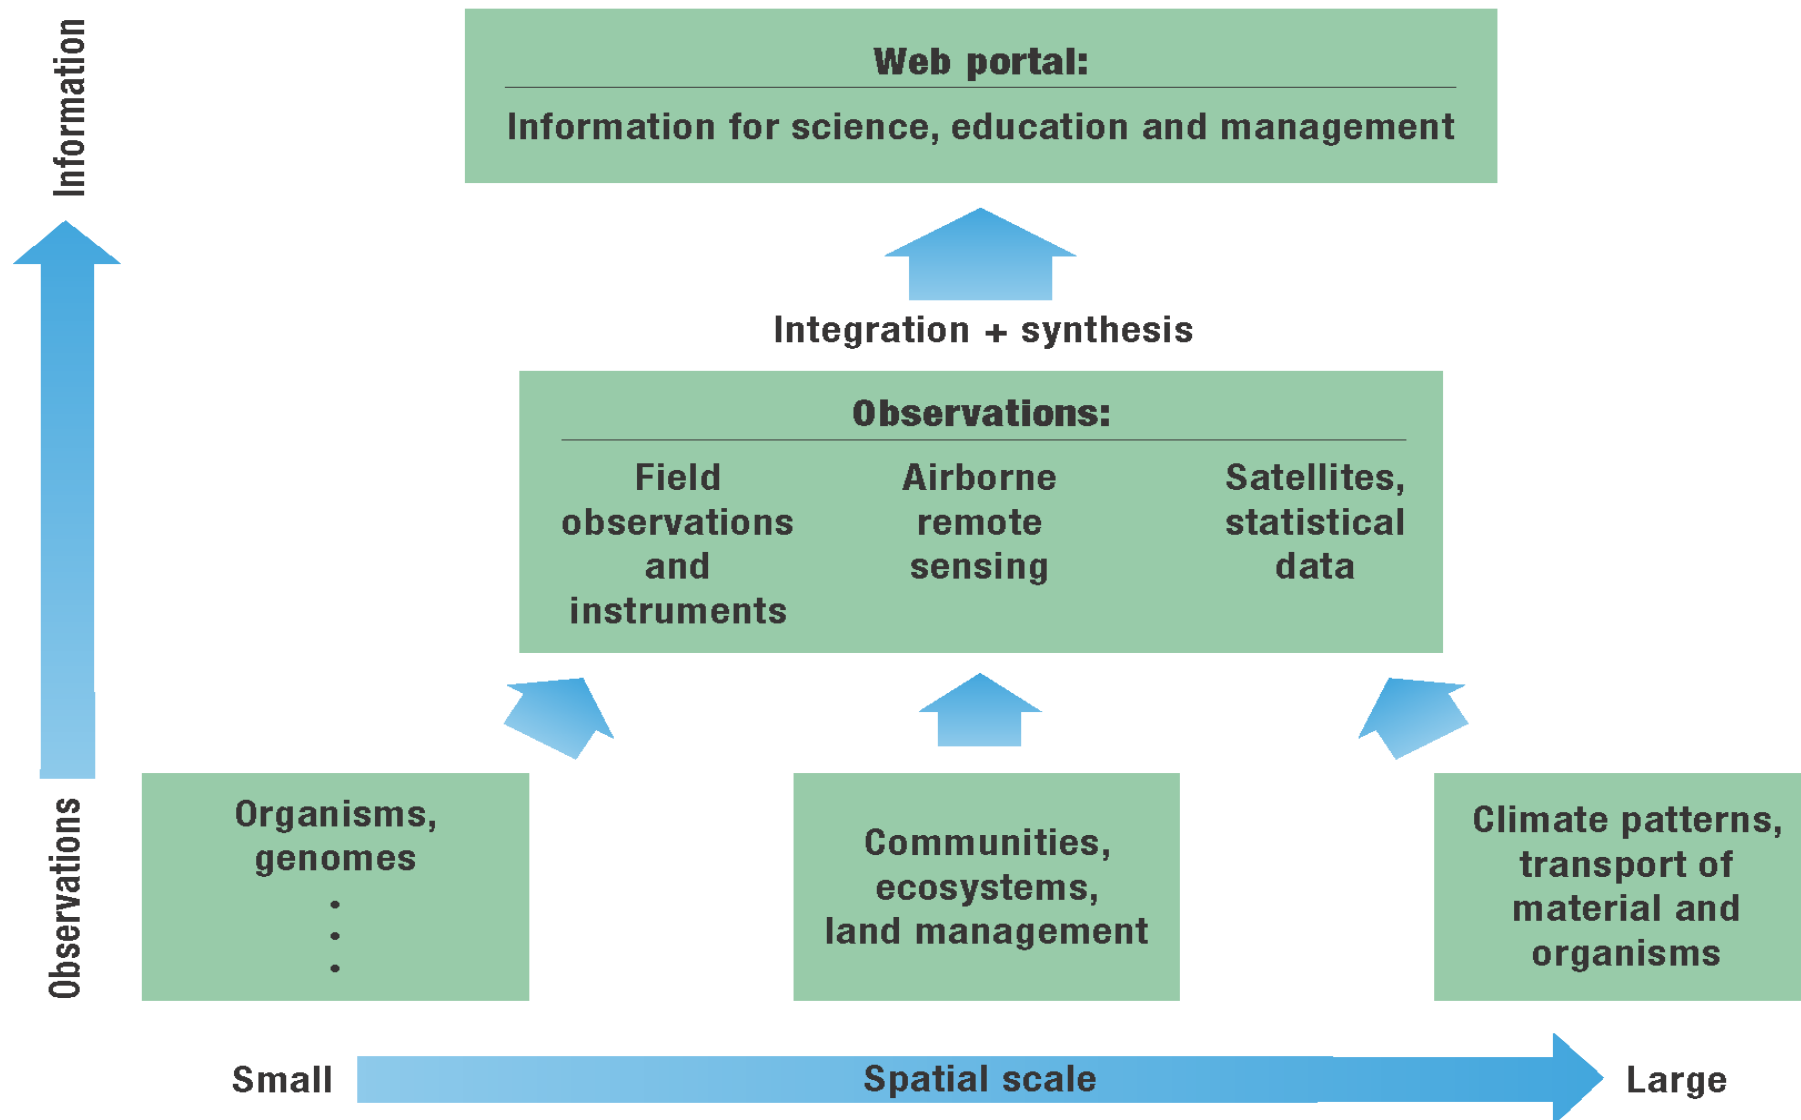 Information
Web portal:
Information for science, education and management
Integration + synthesis
Observations:
Field
observations
and
instruments
Airborne
remote
sensing
Satellites,
statistical
data
Observations
Organisms,
genomes
Communities,
ecosystems,
land management
Climate patterns,
transport of
material and
organisms
Small
Spatial scale
Large